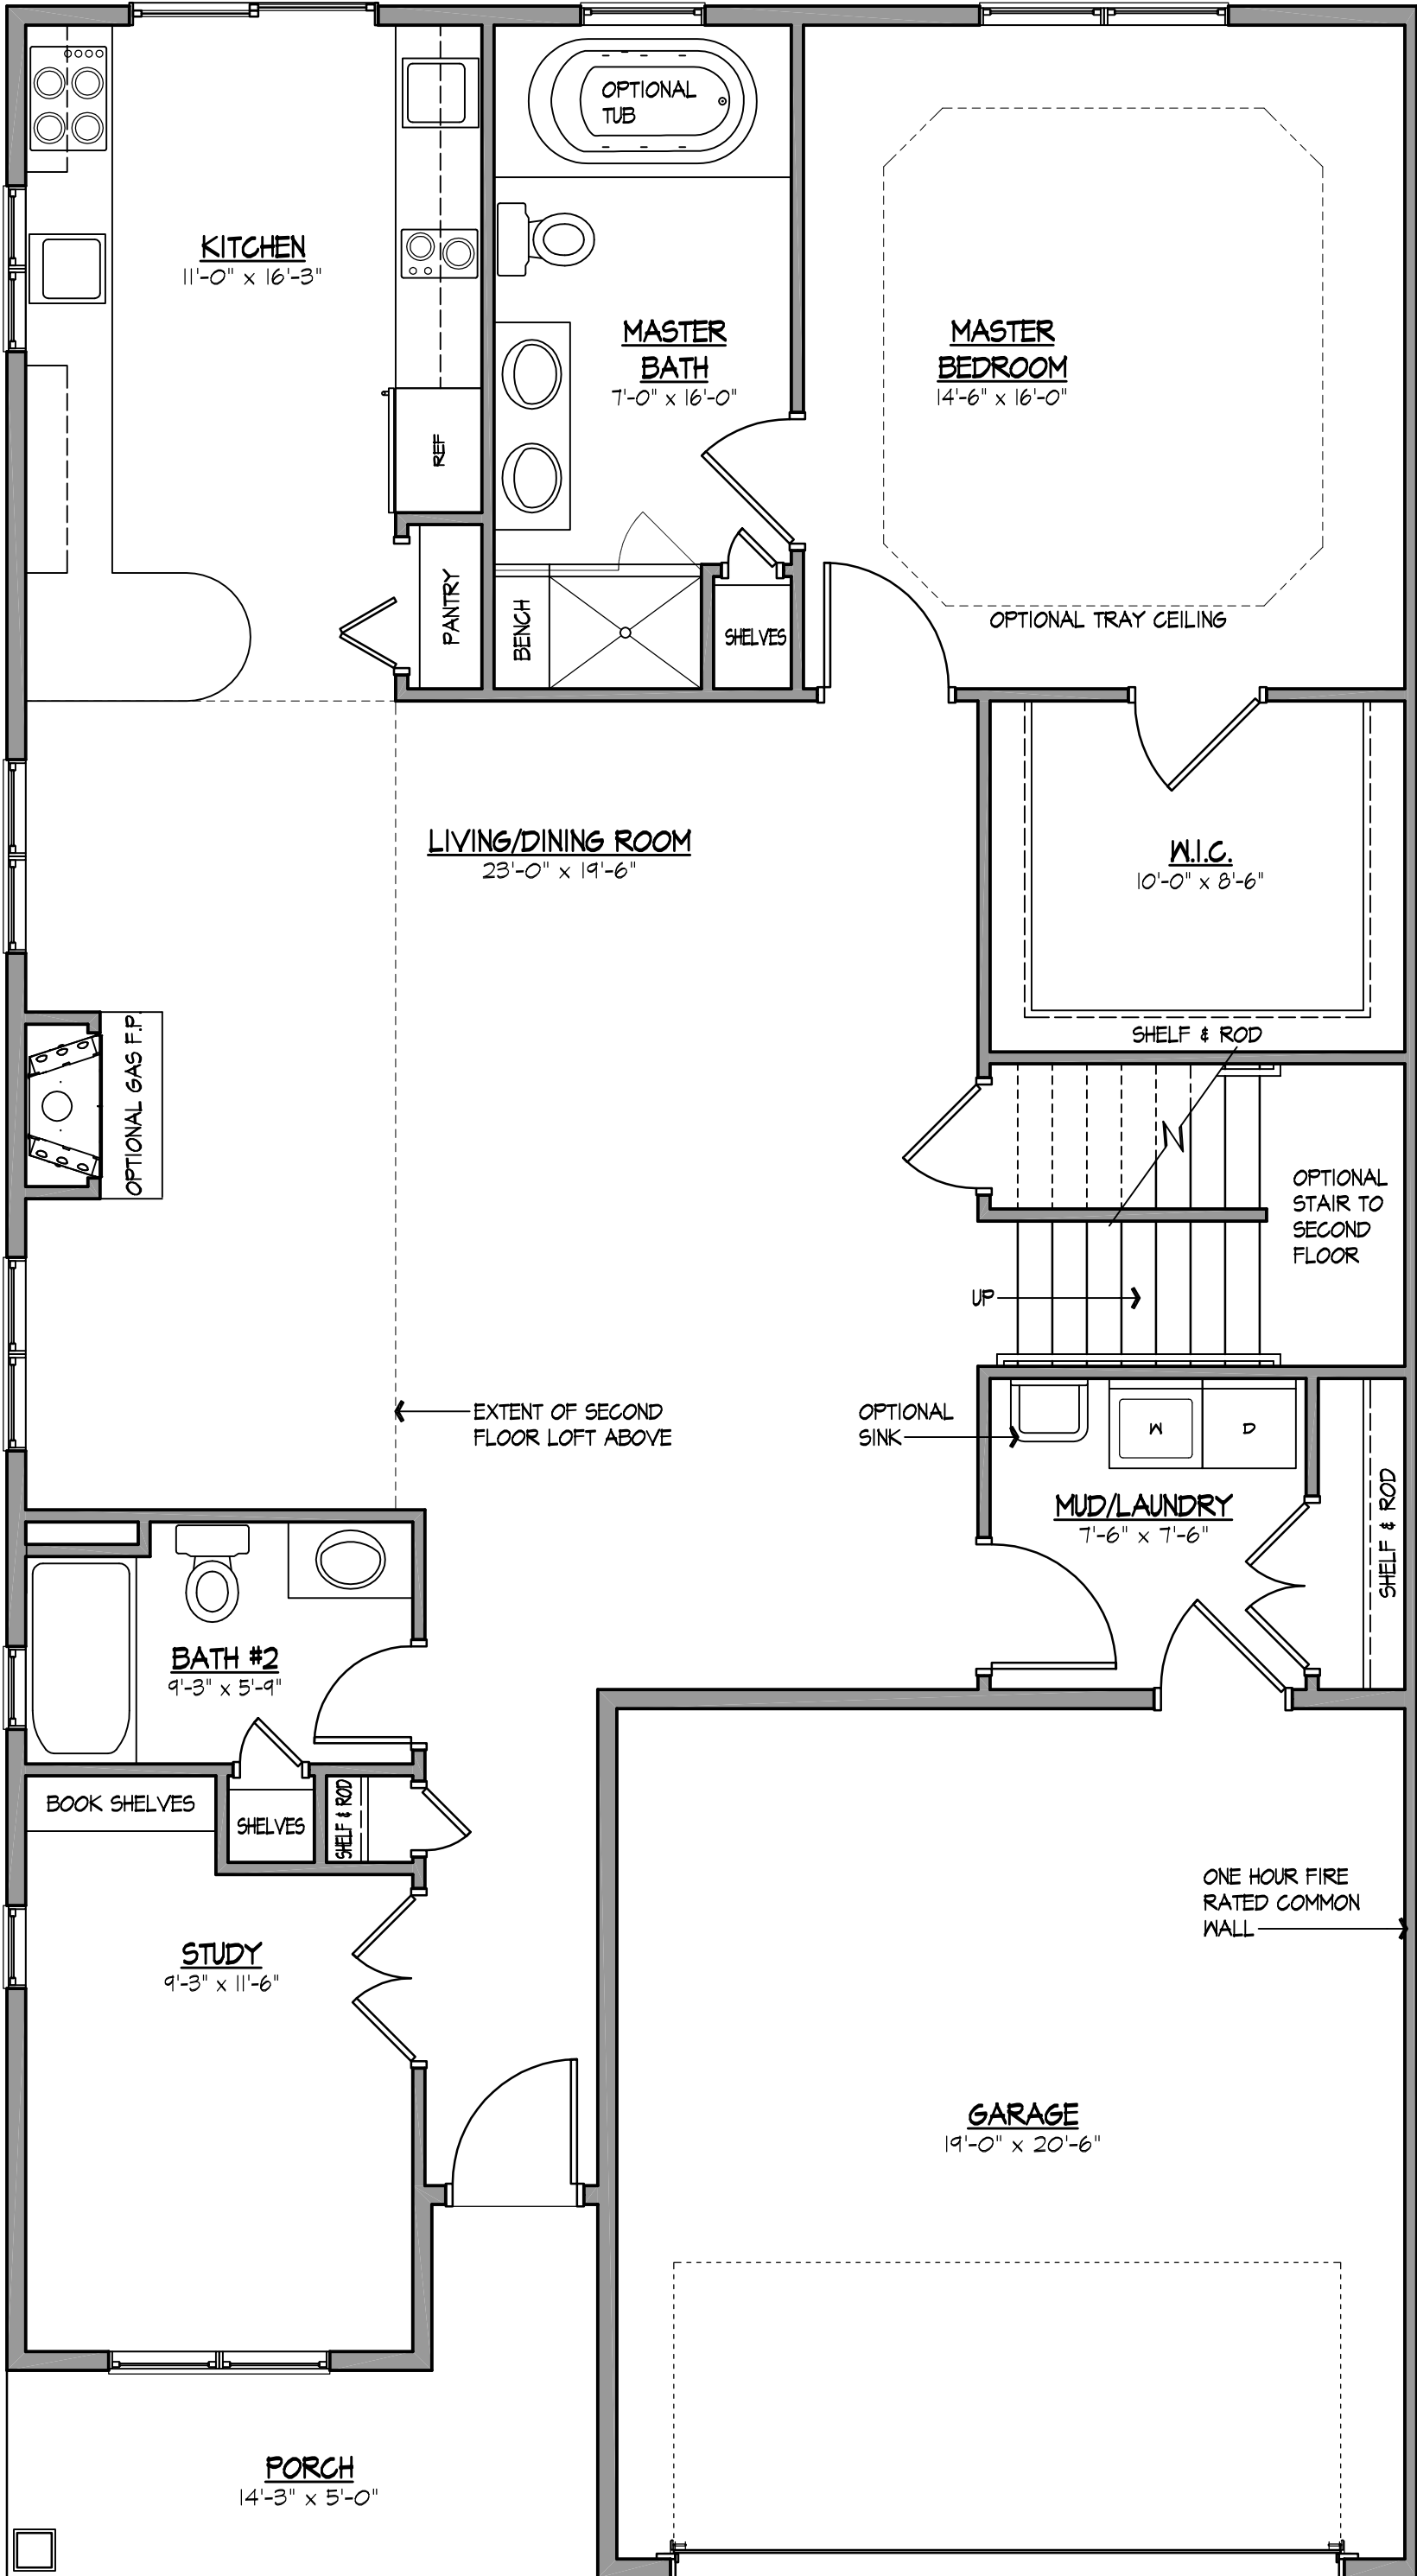 OPTIONAL
TUB
KITCHEN
11'-0" x 16'-3"
MASTER
BATH
7'-0" x 16'-0"
MASTER
BEDROOM
14'-6" x 16'-0"
REF
PANTRY
BENCH
SHELVES
OPTIONAL TRAY CEILING
LIVING/DINING ROOM
23'-0" x 19'-6"
W.I.C.
10'-0" x 8'-6"
SHELF & ROD
OPTIONAL GAS F.P.
OPTIONAL
STAIR TO
SECOND
FLOOR
UP
EXTENT OF SECOND
FLOOR LOFT ABOVE
OPTIONAL
SINK
W
D
MUD/LAUNDRY
7'-6" x 7'-6"
SHELF & ROD
BATH #2
9'-3" x 5'-9"
BOOK SHELVES
SHELVES
SHELF & ROD
STUDY
9'-3" x 11'-6"
ONE HOUR FIRE
RATED COMMON
WALL
GARAGE
19'-0" x 20'-6"
PORCH
14'-3" x 5'-0"